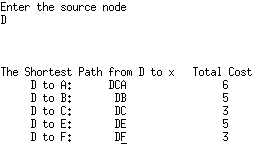 Enter the source node
D
The Shortest Path from D to x Total Cost
D to A: DCA 6
D to B: DB 5
D to C: DC 3
D to E: DE 5
D to F: DF 3